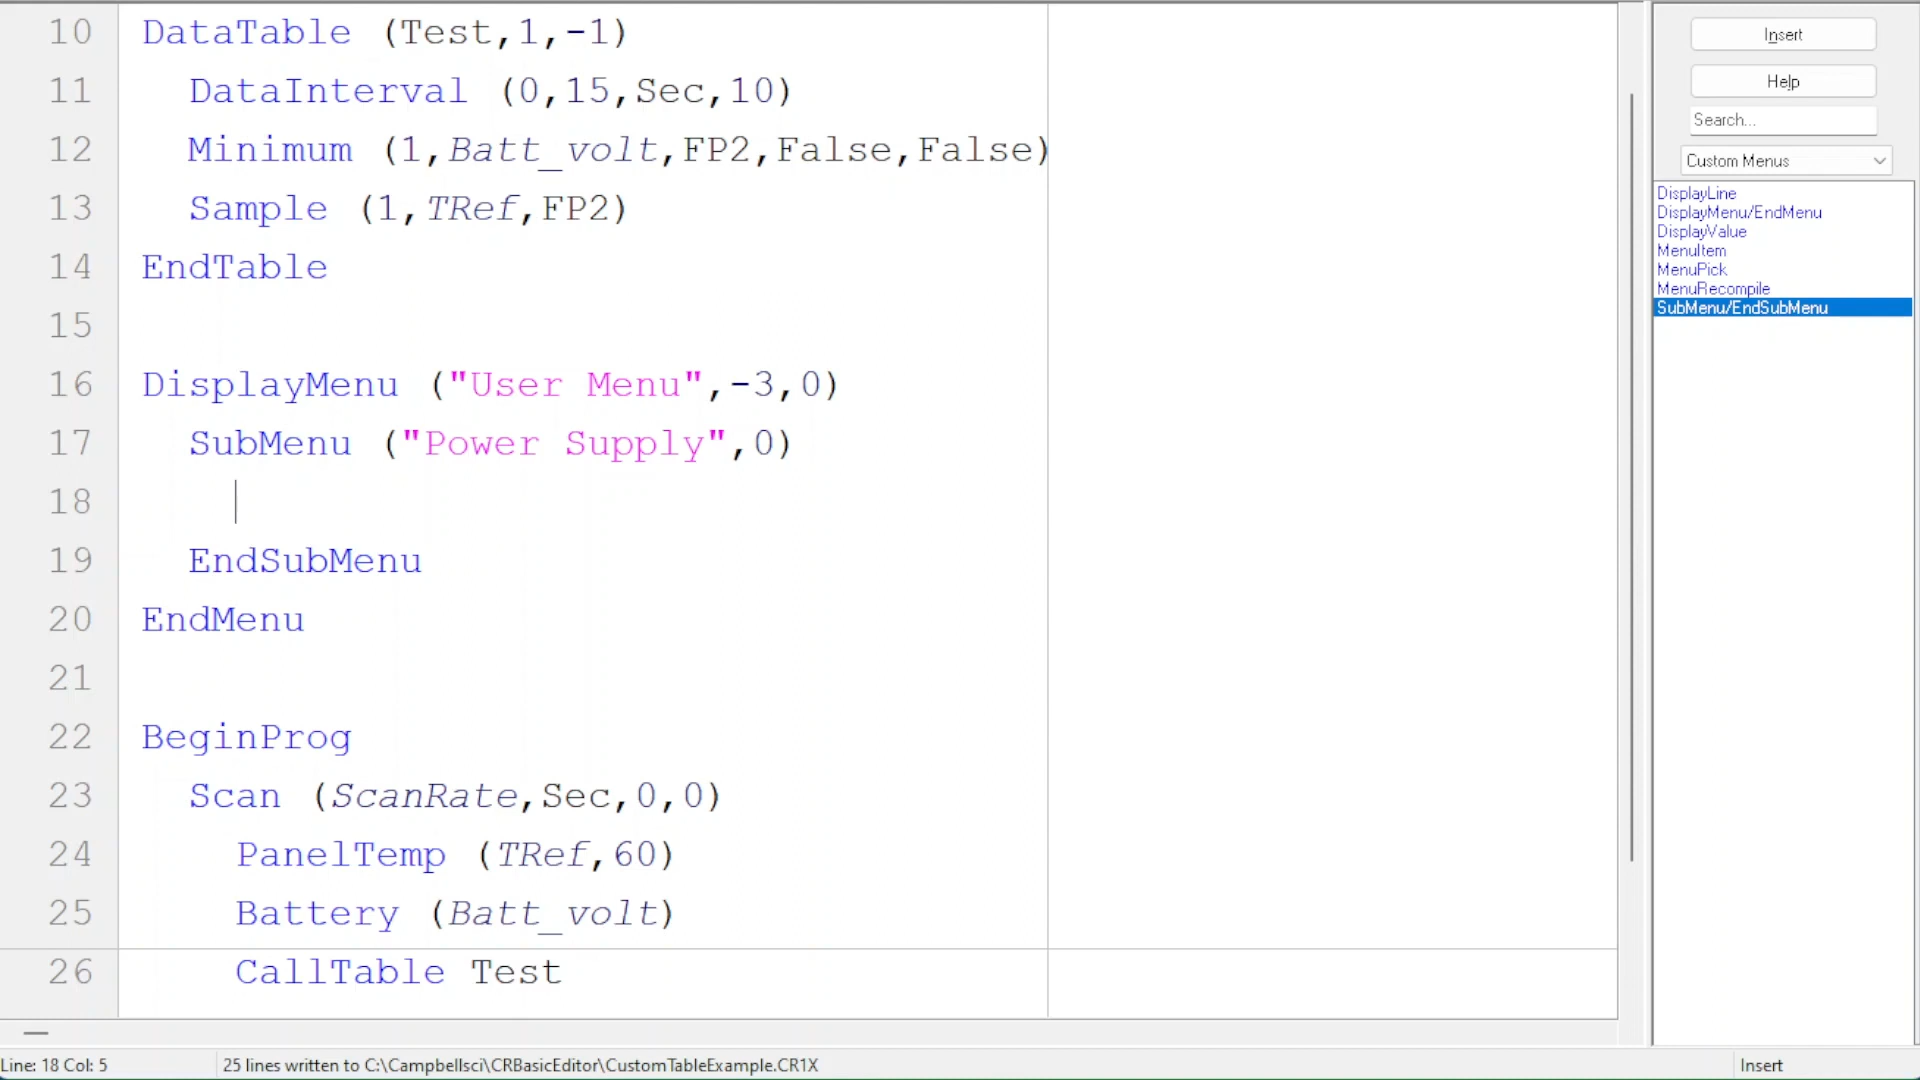 10 DataTable (Test,1,-1)
11 DataInterval (0,15,Sec,10)
12 Minimum (1,Batt_volt,FP2,False,False)
13 Sample (1,TRef,FP2)
14 EndTable
15
16 DisplayMenu ("User Menu",-3,0)
17 SubMenu ("Power Supply",0)
18
19 EndSubMenu
20 EndMenu
21
22 BeginProg
23 Scan (ScanRate,Sec,0,0)
24 PanelTemp (TRef,60)
25 Battery (Batt_volt)
26 CallTable Test
Insert
Help
Search...
Custom Menus
DisplayLine
DisplayMenu/EndMenu
DisplayValue
MenuItem
MenuPick
MenuRecompile
SubMenu/EndSubMenu
Line: 18 Col: 5
25 lines written to C:\Campbellsci\CRBasicEditor\CustomTableExample.CR1X
Insert